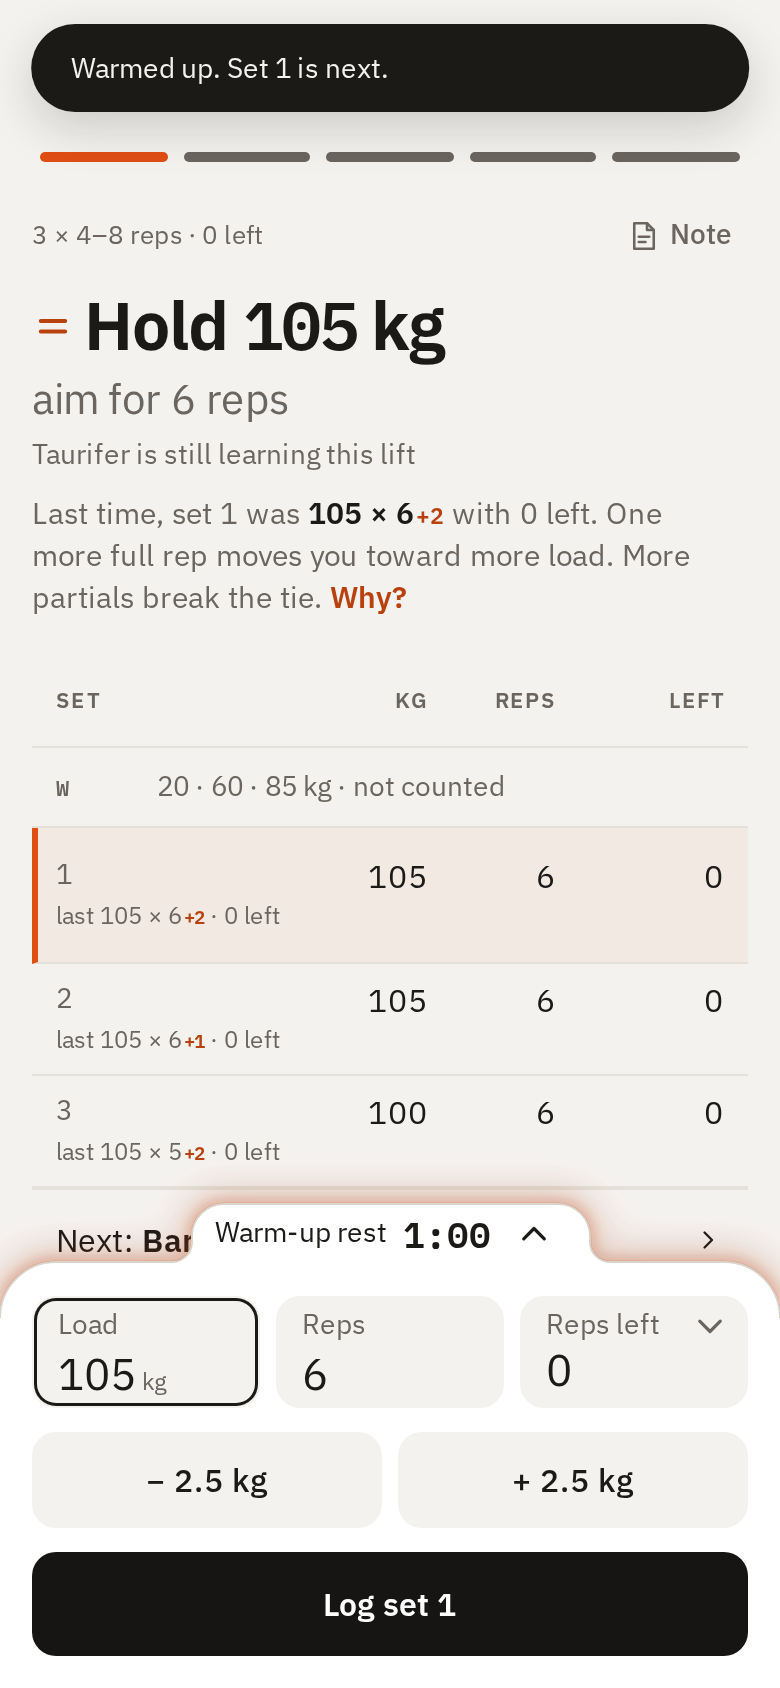 Warmed up. Set 1 is next.
3 × 4–8 reps · 0 left
Note
= Hold 105 kg
aim for 6 reps
Taurifer is still learning this lift
Last time, set 1 was 105 × 6+2 with 0 left. One
more full rep moves you toward more load. More
partials break the tie. Why?
SET KG REPS LEFT
W 20 · 60 · 85 kg · not counted
1 105 6 0
last 105 × 6+2 · 0 left
2 105 6 0
last 105 × 6+1 · 0 left
3 100 6 0
last 105 × 5+2 · 0 left
Next:
Warm-up rest 1:00
Load Reps Reps left
105 kg 6 0
– 2.5 kg + 2.5 kg
Log set 1